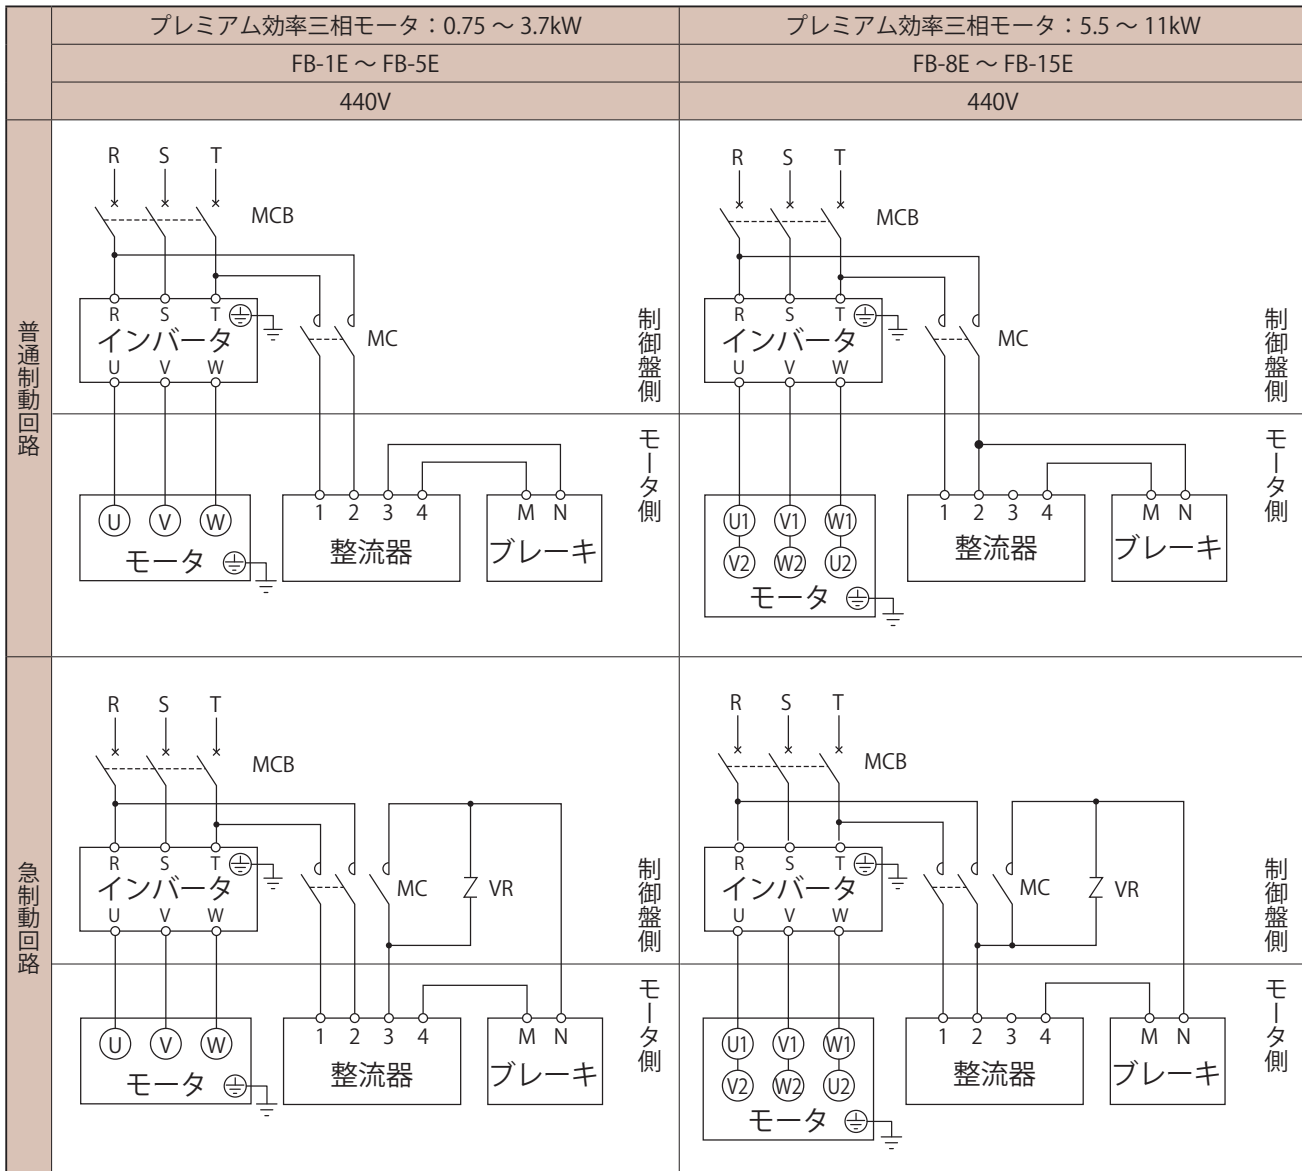 プレミアム効率三相モータ：0.75 ～ 3.7kW
プレミアム効率三相モータ：5.5 ～ 11kW
FB-1E ～ FB-5E
FB-8E ～ FB-15E
440V
440V
普通制動回路
R S T
MCB
R S T
インバータ
U V W
MC
制御盤側
モータ側
U V W
モータ
1 2 3 4
整流器
M N
ブレーキ
R S T
MCB
R S T
インバータ
U V W
MC
制御盤側
モータ側
U1 V1 W1
V2 W2 U2
モータ
1 2 3 4
整流器
M N
ブレーキ
急制動回路
R S T
MCB
R S T
インバータ
U V W
MC
VR
制御盤側
モータ側
U V W
モータ
1 2 3 4
整流器
M N
ブレーキ
R S T
MCB
R S T
インバータ
U V W
MC
VR
制御盤側
モータ側
U1 V1 W1
V2 W2 U2
モータ
1 2 3 4
整流器
M N
ブレーキ